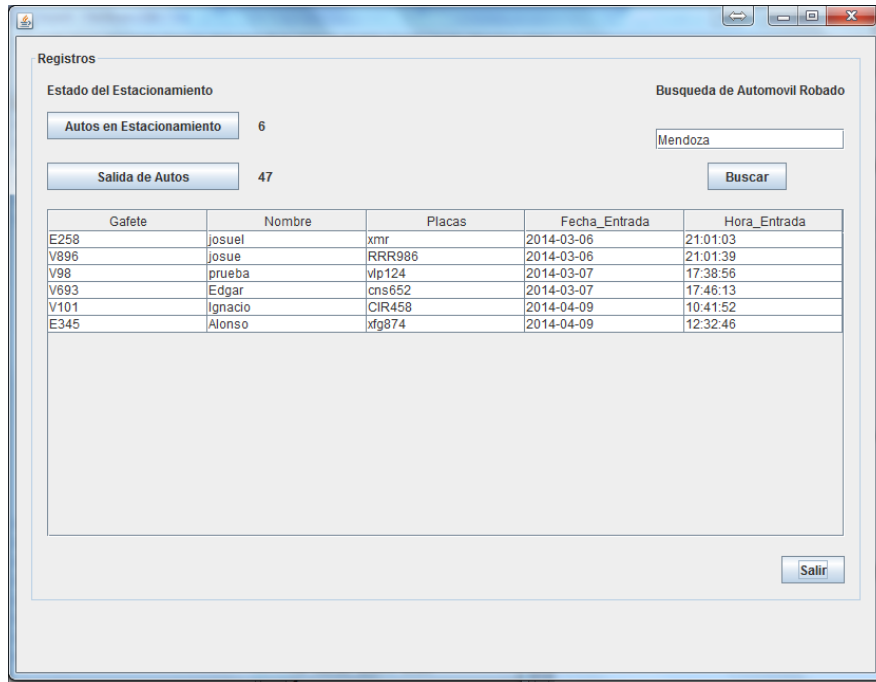 Registros
Estado del Estacionamiento
Busqueda de Automovil Robado
Autos en Estacionamiento 6
Mendoza
Salida de Autos 47
Buscar
Gafete Nombre Placas Fecha_Entrada Hora_Entrada
E258 josuel xmr 2014-03-06 21:01:03
V896 josue RRR986 2014-03-06 21:01:39
V98 prueba vlp124 2014-03-07 17:38:56
V693 Edgar cns652 2014-03-07 17:46:13
V101 Ignacio CIR458 2014-04-09 10:41:52
E345 Alonso xfg874 2014-04-09 12:32:46
Salir